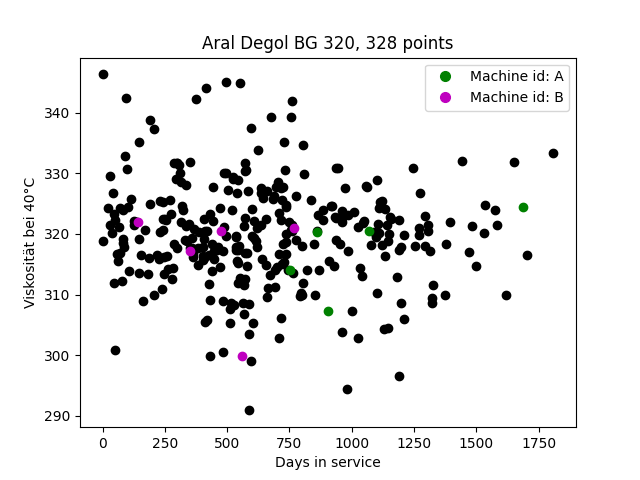 Aral Degol BG 320, 328 points
Machine id: A
Machine id: B
Viskosität bei 40°C
340
330
320
310
300
290
0 250 500 750 1000 1250 1500 1750
Days in service